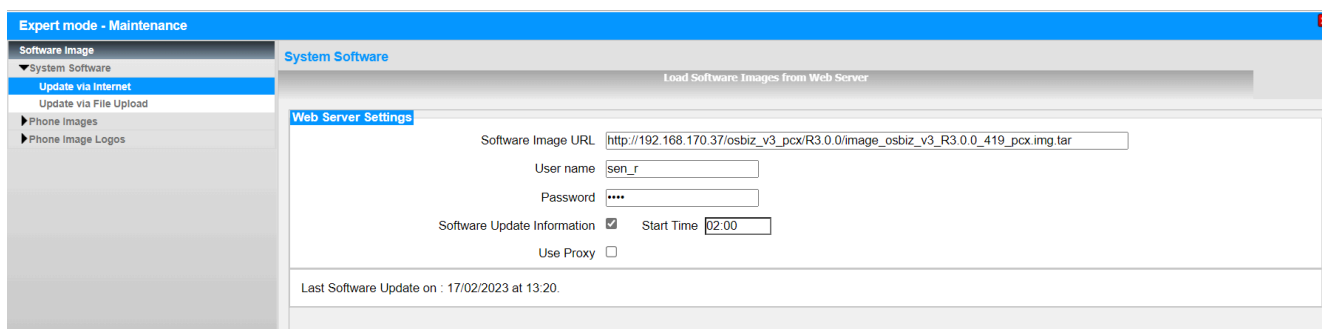 Expert mode - Maintenance
Software Image
System Software
Update via Internet
Update via File Upload
Phone Images
Phone Image Logos
System Software
Load Software Images from Web Server
Web Server Settings
Software Image URL http://192.168.170.37/osbiz_v3_pcx/R3.0.0/image_osbiz_v3_R3.0.0_419_pcx.img.tar
User name sen_r
Password ••••
Software Update Information Start Time 02:00
Use Proxy
Last Software Update on : 17/02/2023 at 13:20.